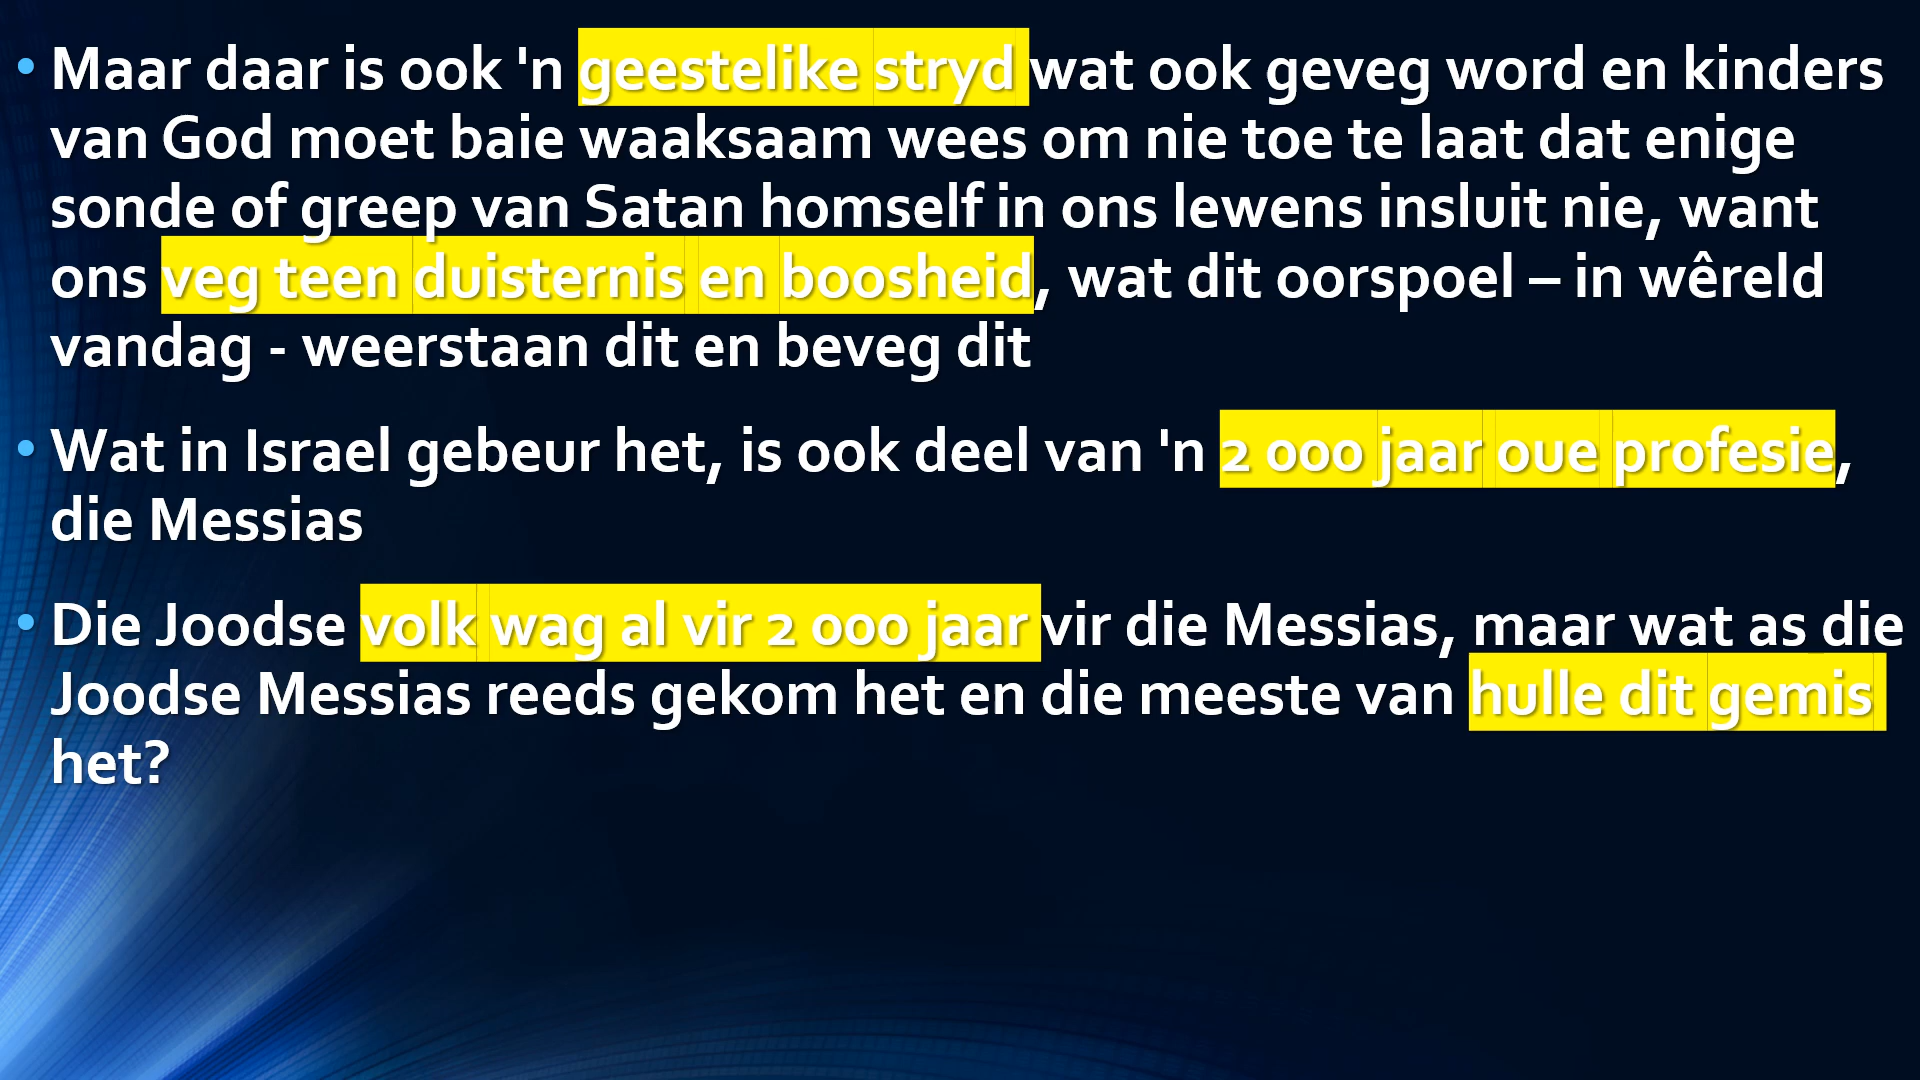 • Maar daar is ook 'n geestelike stryd wat ook geveg word en kinders
van God moet baie waaksaam wees om nie toe te laat dat enige
sonde of greep van Satan homself in ons lewens insluit nie, want
ons veg teen duisternis en boosheid, wat dit oorspoel – in wêreld
vandag - weerstaan dit en beveg dit
• Wat in Israel gebeur het, is ook deel van 'n 2 000 jaar oue profesie,
die Messias
• Die Joodse volk wag al vir 2 000 jaar vir die Messias, maar wat as die
Joodse Messias reeds gekom het en die meeste van hulle dit gemis
het?